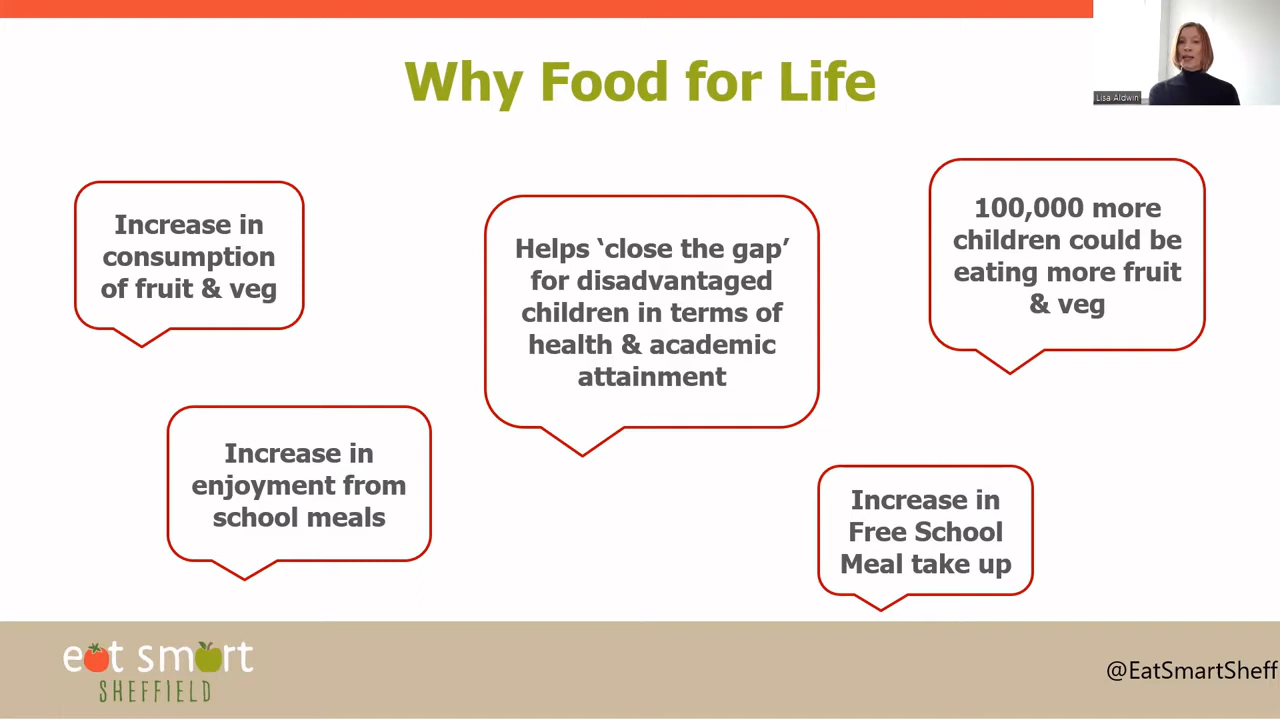 Why Food for Life
Lisa Aldwin
Increase in
consumption
of fruit & veg
Helps ‘close the gap’
for disadvantaged
children in terms of
health & academic
attainment
100,000 more
children could be
eating more fruit
& veg
Increase in
enjoyment from
school meals
Increase in
Free School
Meal take up
eat smart
SHEFFIELD
@EatSmartSheff